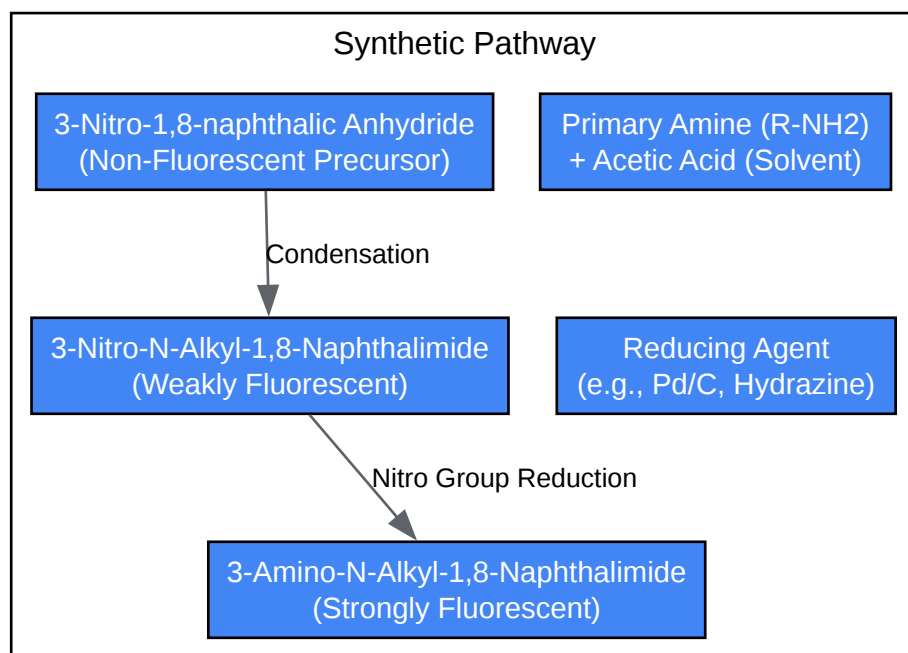 Synthetic Pathway
3-Nitro-1,8-naphthalic Anhydride
(Non-Fluorescent Precursor)
Primary Amine (R-NH2)
+ Acetic Acid (Solvent)
Condensation
3-Nitro-N-Alkyl-1,8-Naphthalimide
(Weakly Fluorescent)
Reducing Agent
(e.g., Pd/C, Hydrazine)
Nitro Group Reduction
3-Amino-N-Alkyl-1,8-Naphthalimide
(Strongly Fluorescent)